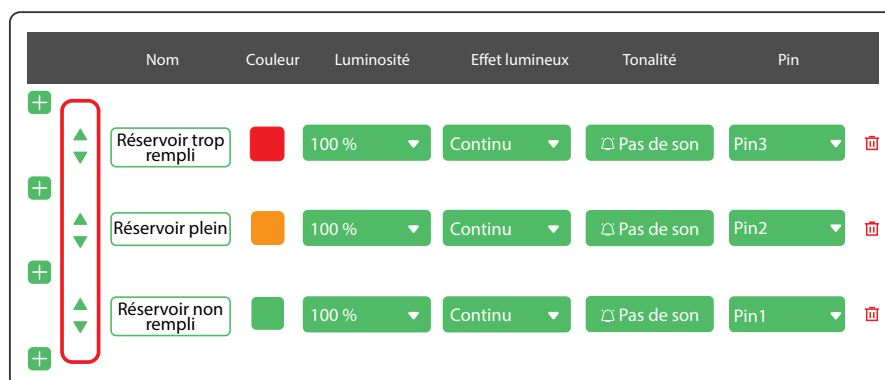 Nom Couleur Luminosité Effet lumineux Tonalité Pin
Réservoir trop
rempli
100 % Continu Pas de son Pin3
Réservoir plein 100 % Continu Pas de son Pin2
Réservoir non
rempli
100 % Continu Pas de son Pin1